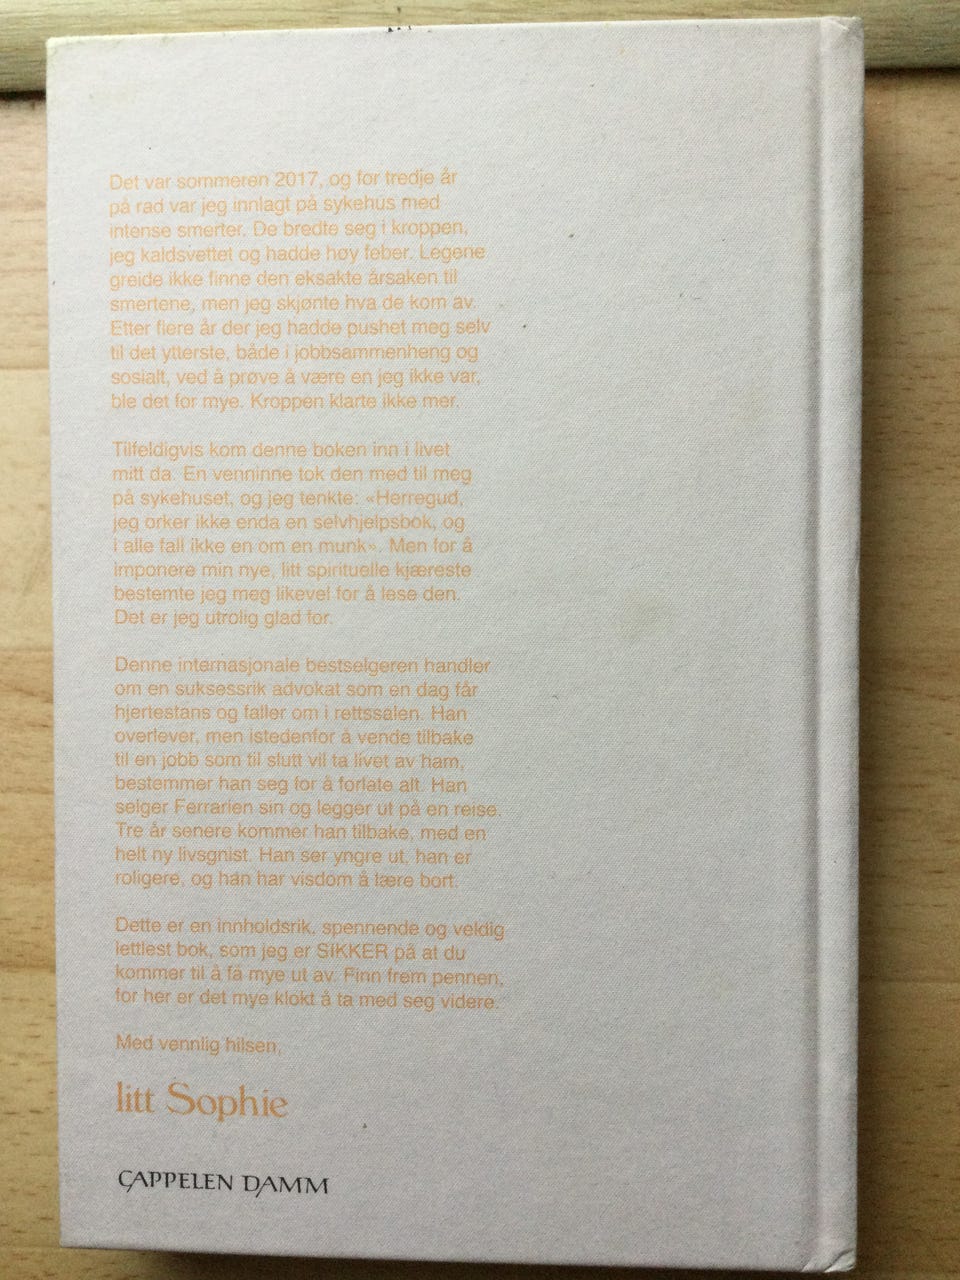 Det var sommeren 2017, og for tredje år
på rad var jeg innlagt på sykehus med
intense smerter. De bredte seg i kroppen,
jeg kaldsvettet og hadde høy feber. Legene
greide ikke finne den eksakte årsaken til
smertene, men jeg skjønte hva de kom av.
Etter flere år der jeg hadde pushet meg selv
til det ytterste, både i jobbsammenheng og
sosialt, ved å prøve å være en jeg ikke var,
ble det for mye. Kroppen klarte ikke mer.
Tilfeldigvis kom denne boken inn i livet
mitt da. En venninne tok den med til meg
på sykehuset, og jeg tenkte: «Herregud,
jeg orker ikke enda en selvhjelpsbok, og
i alle fall ikke en om en munk». Men for å
imponere min nye, litt spirituelle kjæreste
bestemte jeg meg likevel for å lese den.
Det er jeg utrolig glad for.
Denne internasjonale bestselgeren handler
om en suksessrik advokat som en dag får
hjertestans og faller om i rettssalen. Han
overlever, men istedenfor å vende tilbake
til en jobb som til slutt vil ta livet av ham,
bestemmer han seg for å forlate alt. Han
selger Ferrarien sin og legger ut på en reise.
Tre år senere kommer han tilbake, med en
helt ny livsgnist. Han ser yngre ut, han er
roligere, og han har visdom å lære bort.
Dette er en innholdsrik, spennende og veldig
lettlest bok, som jeg er SIKKER på at du
kommer til å få mye ut av. Finn frem pennen,
for her er det mye klokt å ta med seg videre.
Med vennlig hilsen,
litt Sophie
CAPPELEN DAMM